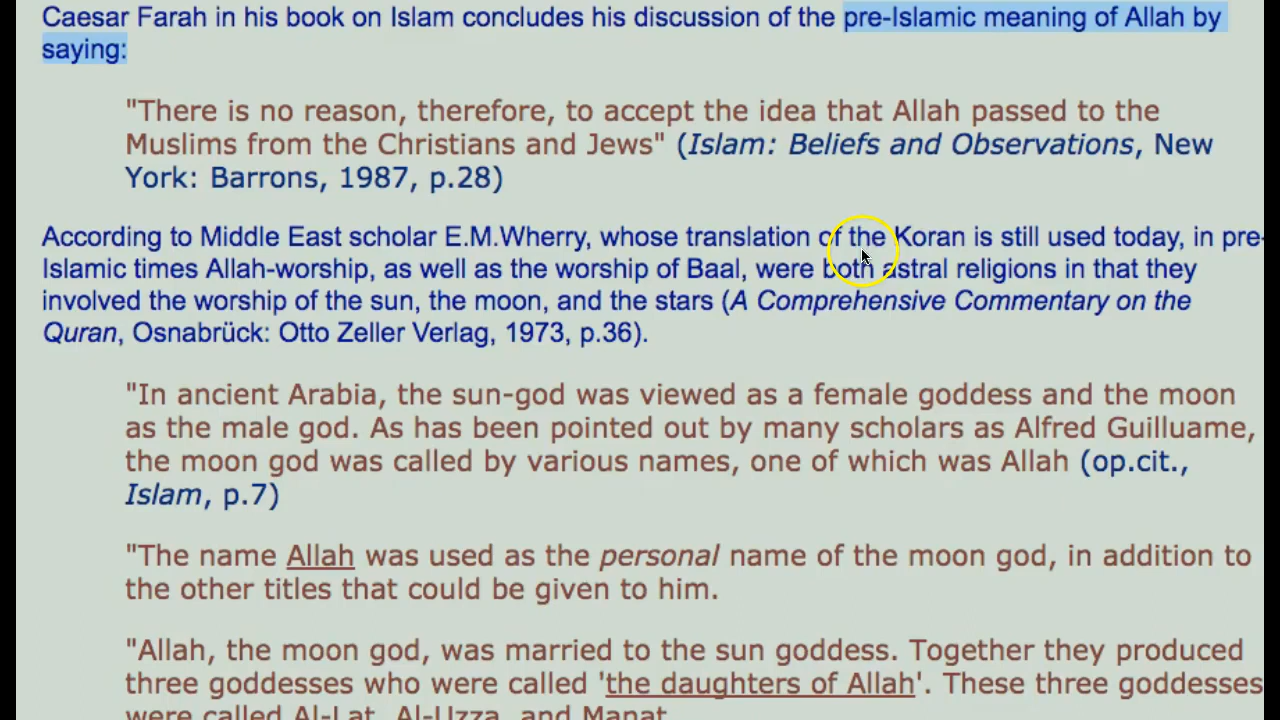 Caesar Farah in his book on Islam concludes his discussion of the pre-Islamic meaning of Allah by
saying:
"There is no reason, therefore, to accept the idea that Allah passed to the
Muslims from the Christians and Jews" (Islam: Beliefs and Observations, New
York: Barrons, 1987, p.28)
According to Middle East scholar E.M.Wherry, whose translation of the Koran is still used today, in pre-
Islamic times Allah-worship, as well as the worship of Baal, were both astral religions in that they
involved the worship of the sun, the moon, and the stars (A Comprehensive Commentary on the
Quran, Osnabrück: Otto Zeller Verlag, 1973, p.36).
"In ancient Arabia, the sun-god was viewed as a female goddess and the moon
as the male god. As has been pointed out by many scholars as Alfred Guilluame,
the moon god was called by various names, one of which was Allah (op.cit.,
Islam, p.7)
"The name Allah was used as the personal name of the moon god, in addition to
the other titles that could be given to him.
"Allah, the moon god, was married to the sun goddess. Together they produced
three goddesses who were called 'the daughters of Allah'. These three goddesses
were called Al-Lat, Al-Uzza, and Manat.